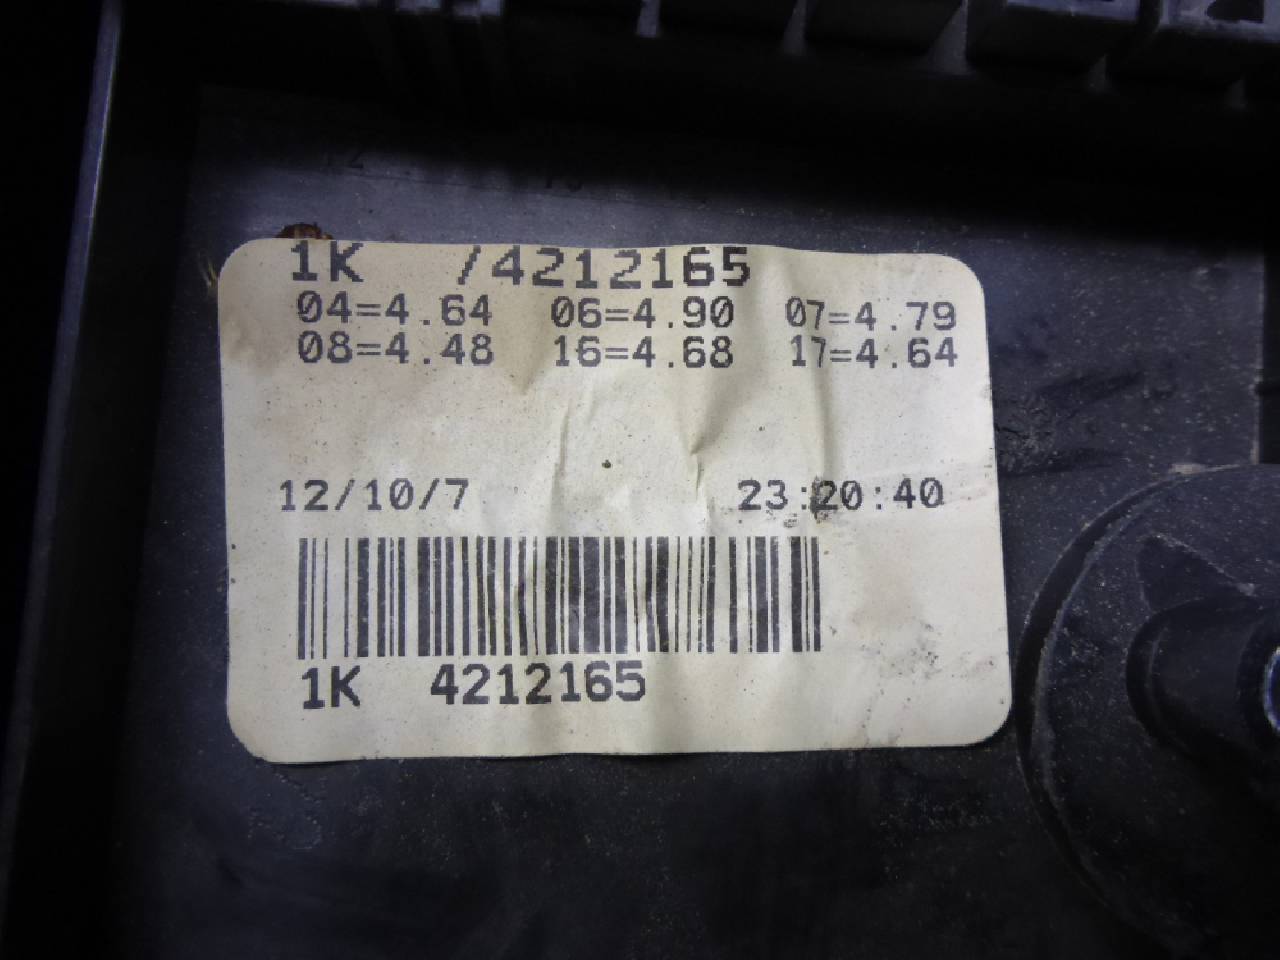 1K /4212165
04=4.64 06=4.90 07=4.79
08=4.48 16=4.68 17=4.64
12/10/7 23:20:40
1K 4212165